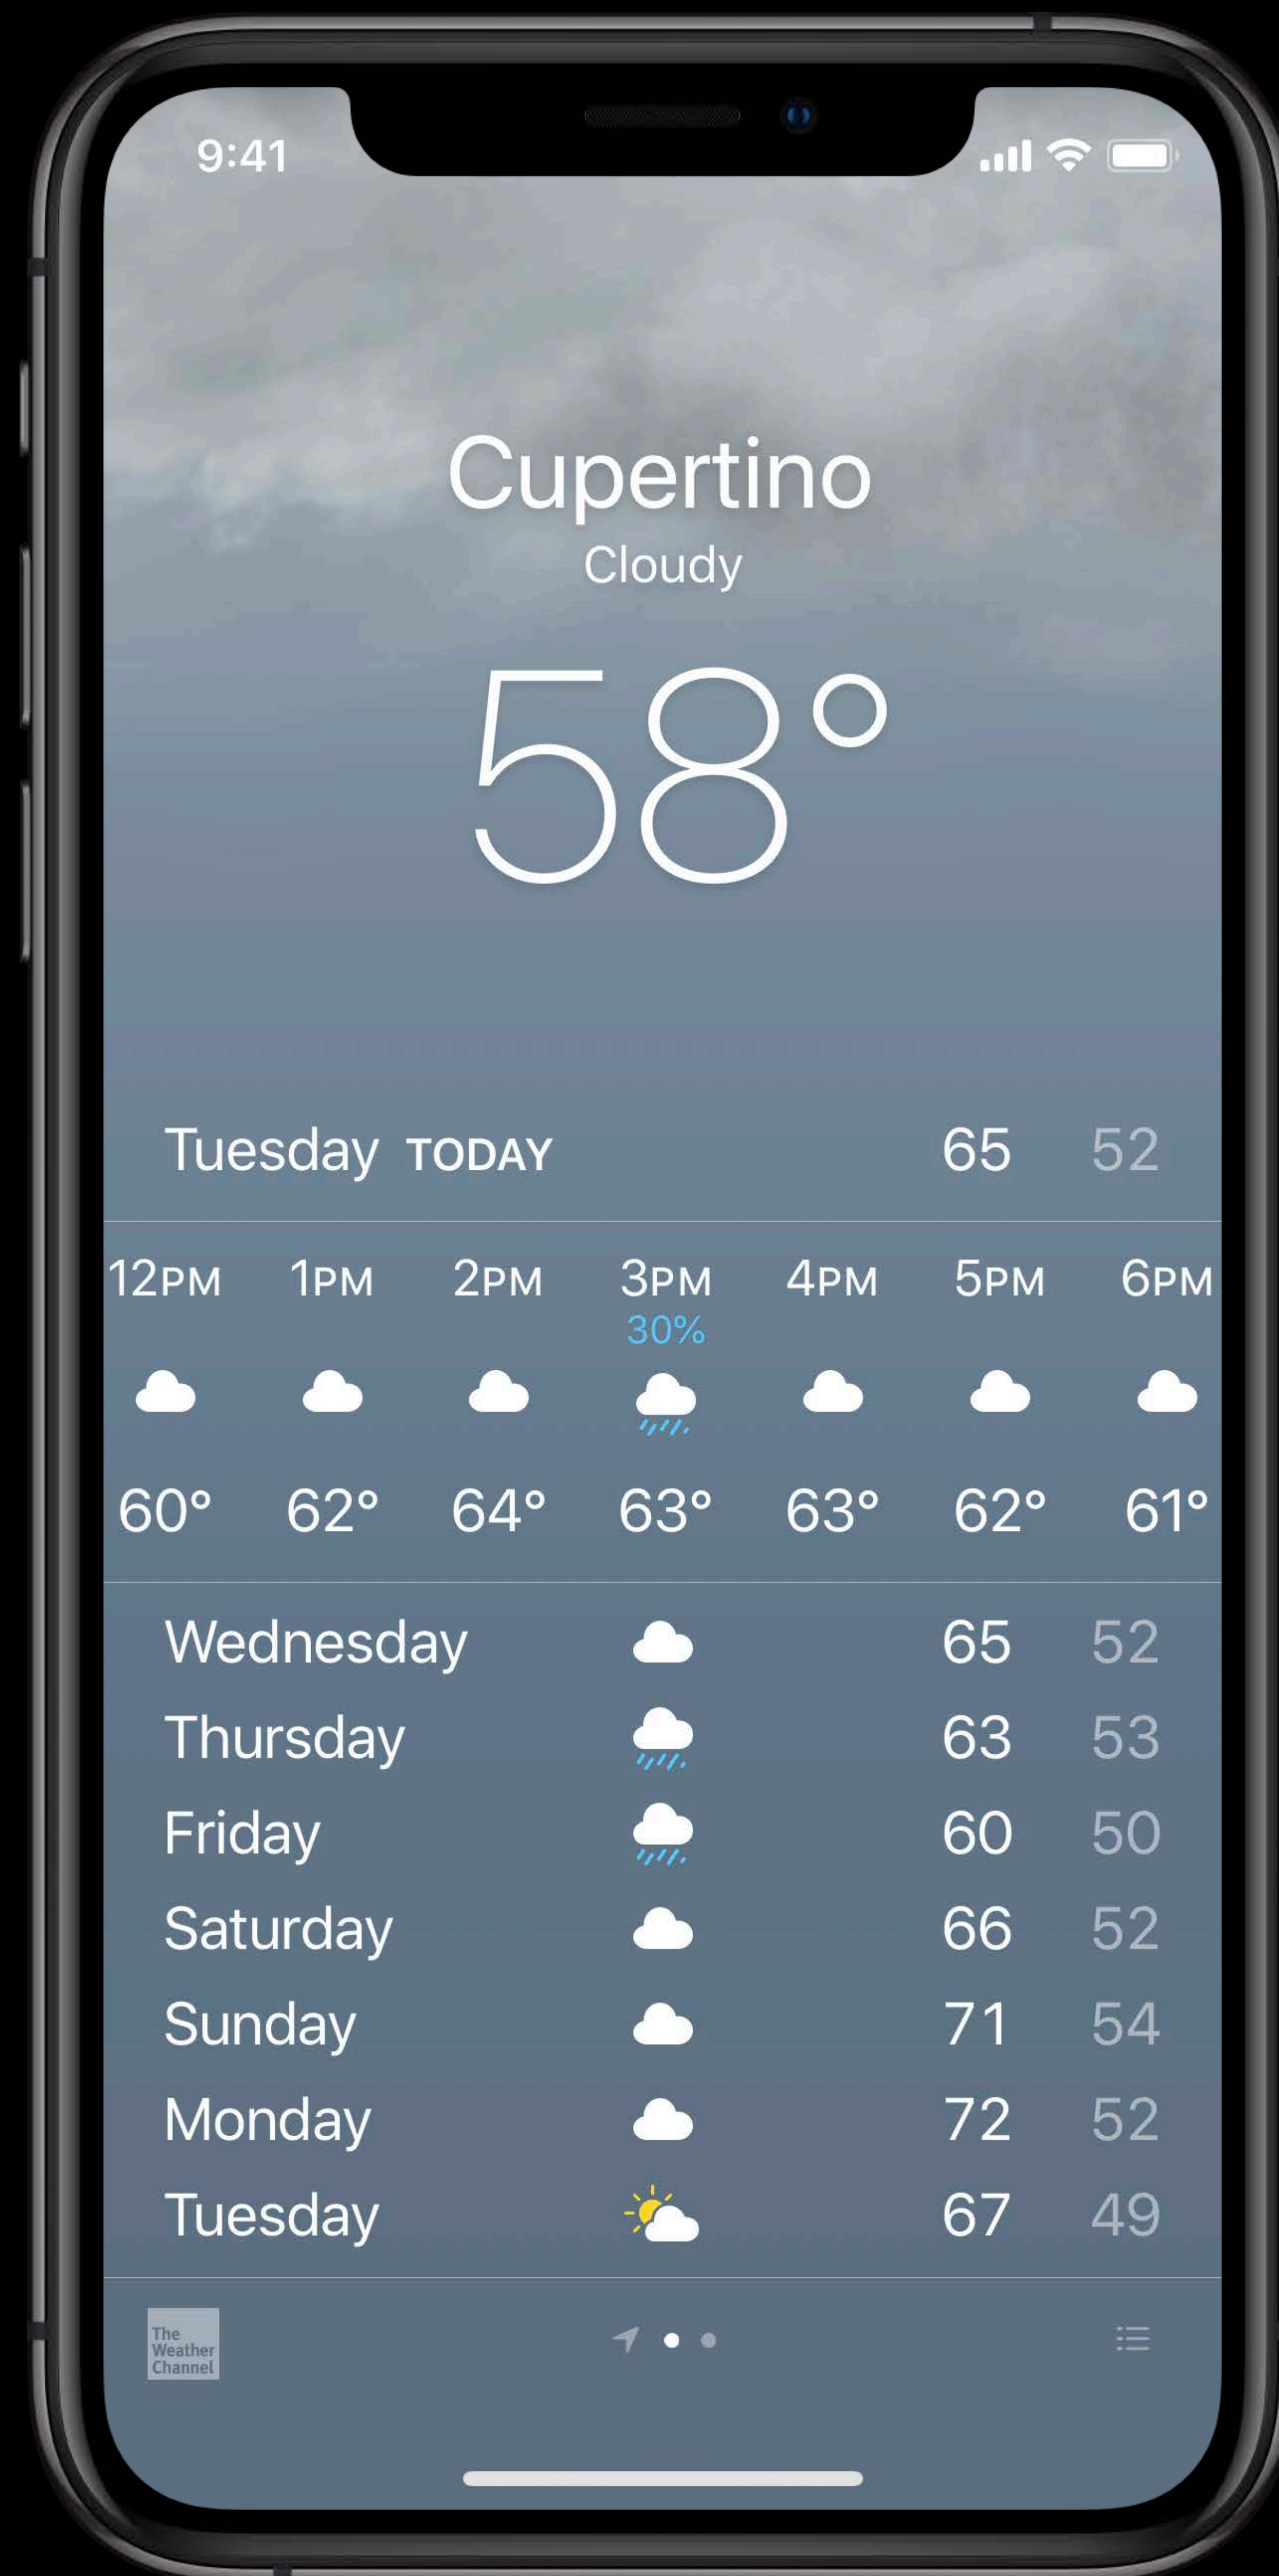 9:41
Cupertino
Cloudy
58°
Tuesday TODAY 65 52
12PM 1PM 2PM 3PM 4PM 5PM 6PM
30%
60° 62° 64° 63° 63° 62° 61°
Wednesday 65 52
Thursday 63 53
Friday 60 50
Saturday 66 52
Sunday 71 54
Monday 72 52
Tuesday 67 49
The
Weather
Channel